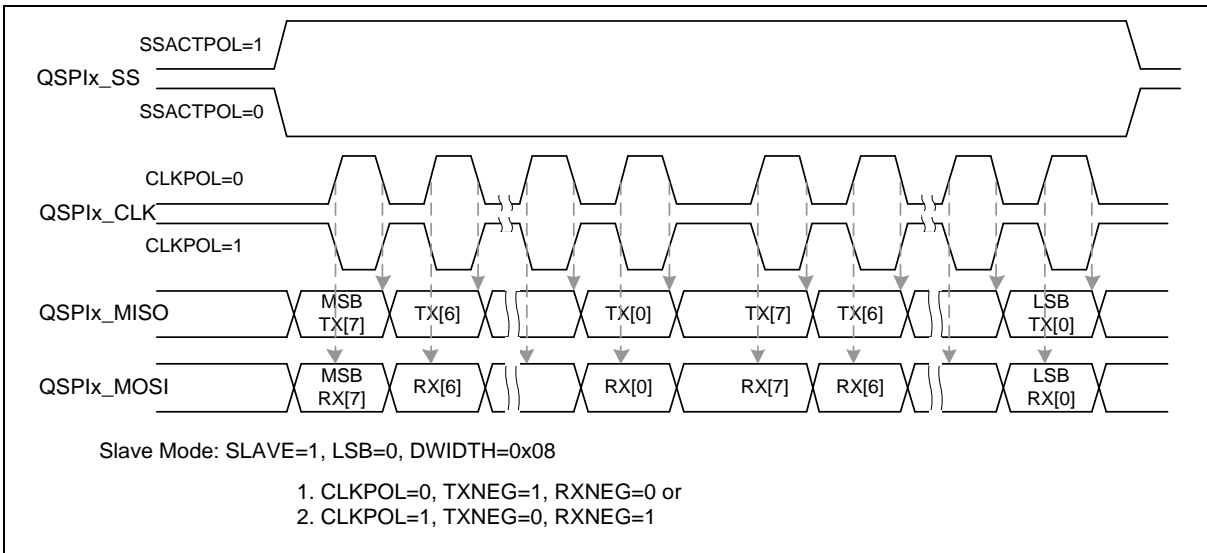 SSACTPOL=1
QSPIx_SS
SSACTPOL=0
CLKPOL=0
QSPIx_CLK
CLKPOL=1
QSPIx_MISO
MSB TX[7]
TX[6]
TX[0]
TX[7]
TX[6]
LSB TX[0]
QSPIx_MOSI
MSB RX[7]
RX[6]
RX[0]
RX[7]
RX[6]
LSB RX[0]
Slave Mode: SLAVE=1, LSB=0, DWIDTH=0x08
1. CLKPOL=0, TXNEG=1, RXNEG=0 or
2. CLKPOL=1, TXNEG=0, RXNEG=1